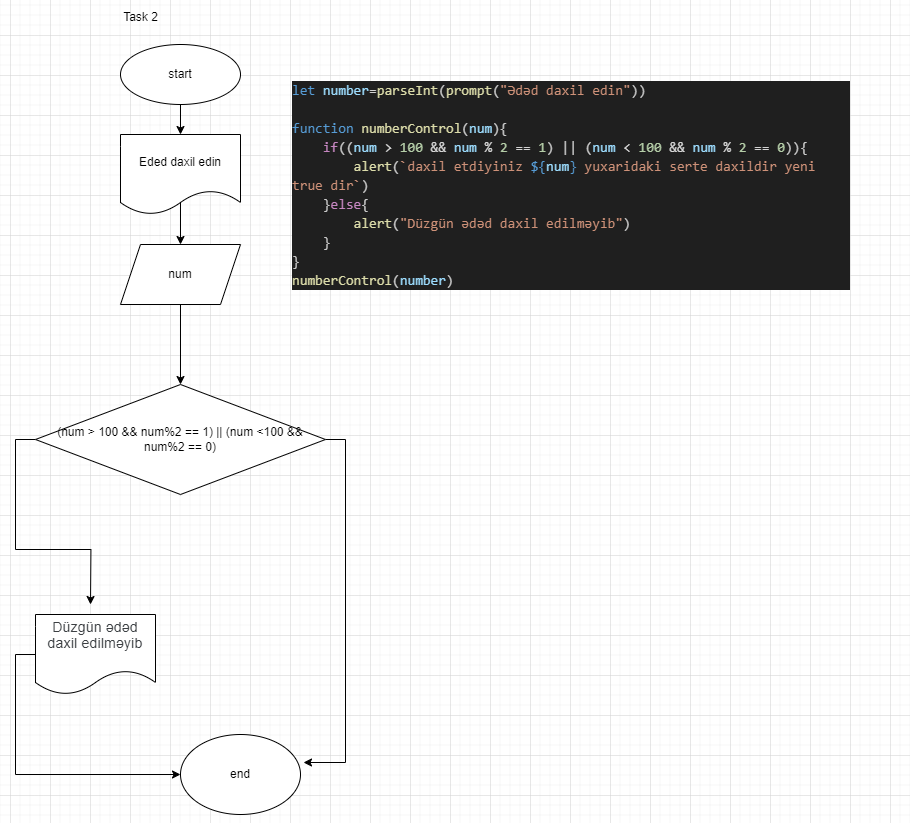 Task 2
start
Eded daxil edin
num
(num > 100 && num%2 == 1) || (num <100 &&
num%2 == 0)
Düzgün ədəd
daxil edilməyib
end
let number=parseInt(prompt("Ədəd daxil edin"))
function numberControl(num){
if((num > 100 && num % 2 == 1) || (num < 100 && num % 2 == 0)){
alert(`daxil etdiyiniz ${num} yuxaridaki serte daxildir yeni
true dir`)
}else{
alert("Düzgün ədəd daxil edilməyib")
}
}
numberControl(number)